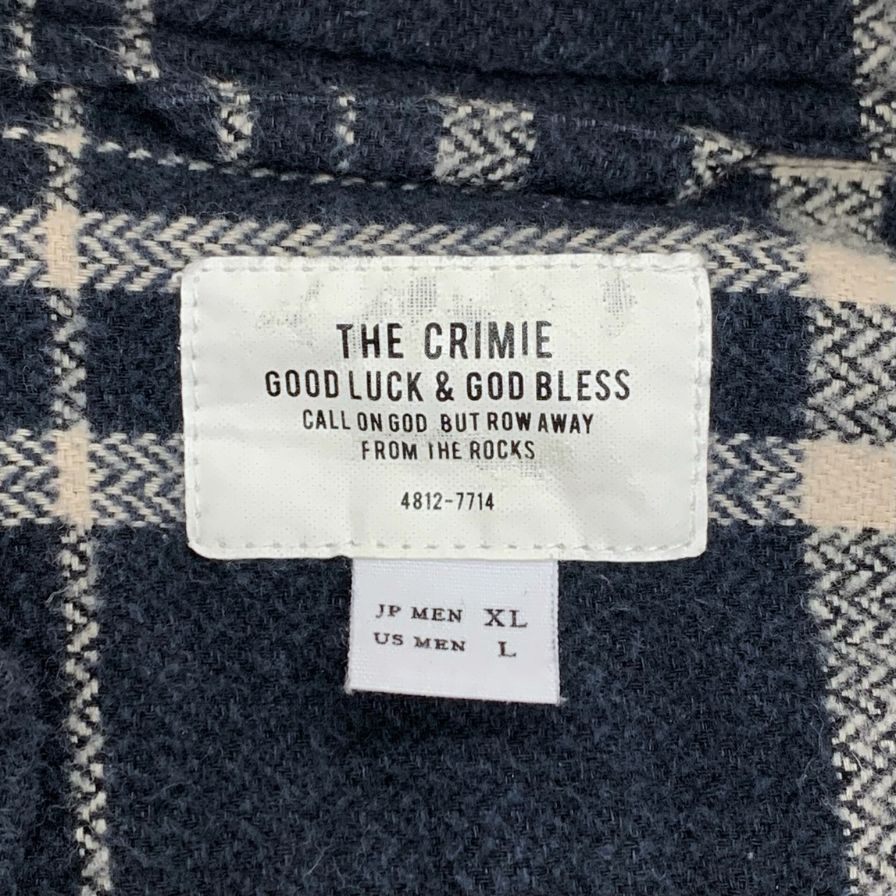 THE CRIMIE
GOOD LUCK & GOD BLESS
CALL ON GOD BUT ROW AWAY
FROM THE ROCKS
4812-7714
JP MEN XL
US MEN L